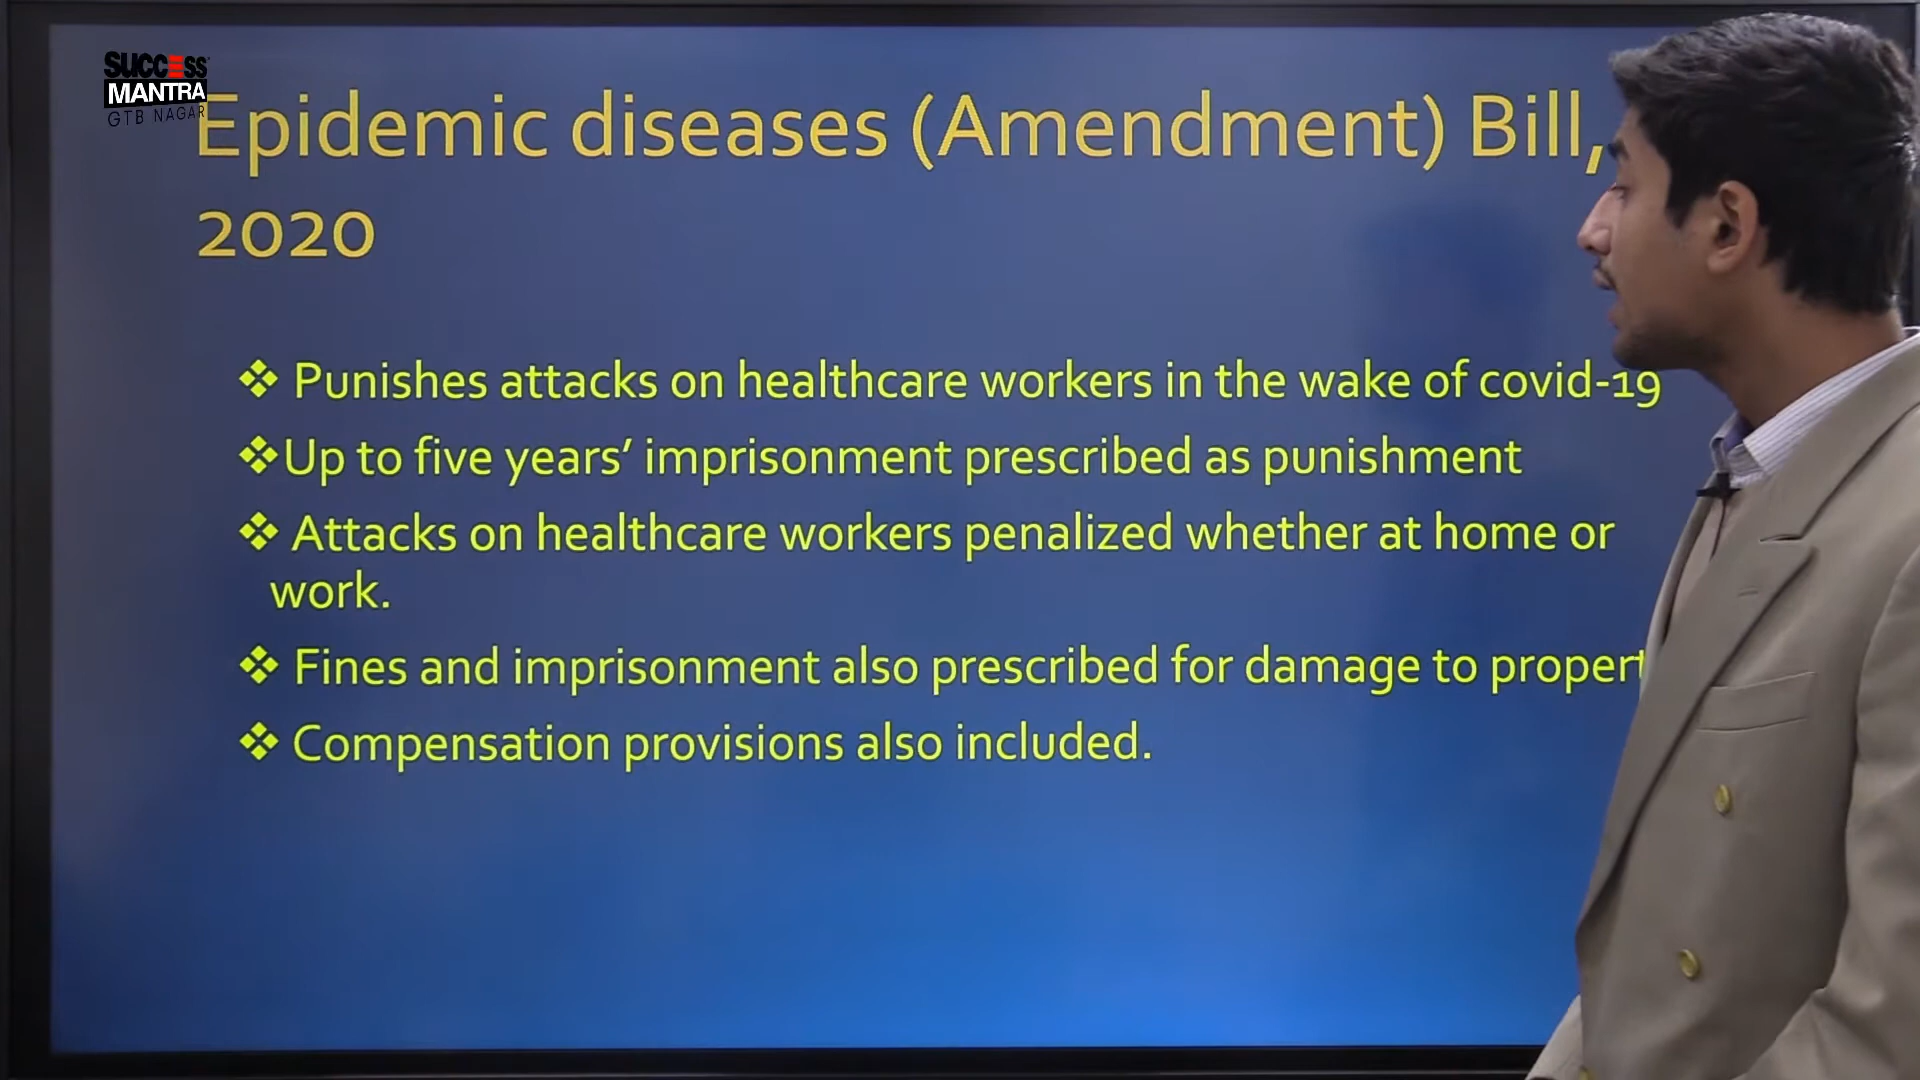 SUCCESS
MANTRA
GTB NAGAR
Epidemic diseases (Amendment) Bill,
2020
❖ Punishes attacks on healthcare workers in the wake of covid-19
❖Up to five years’ imprisonment prescribed as punishment
❖ Attacks on healthcare workers penalized whether at home or
work.
❖ Fines and imprisonment also prescribed for damage to propert
❖ Compensation provisions also included.